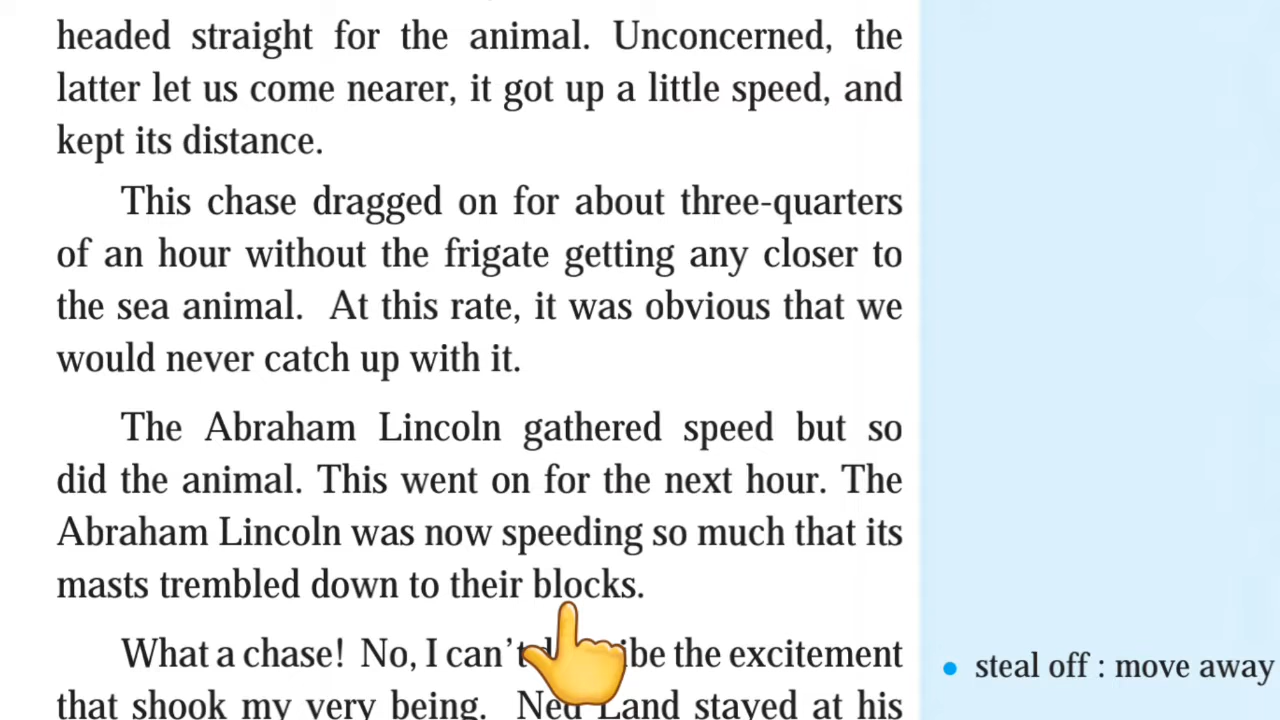 headed straight for the animal. Unconcerned, the
latter let us come nearer, it got up a little speed, and
kept its distance.
This chase dragged on for about three-quarters
of an hour without the frigate getting any closer to
the sea animal. At this rate, it was obvious that we
would never catch up with it.
The Abraham Lincoln gathered speed but so
did the animal. This went on for the next hour. The
Abraham Lincoln was now speeding so much that its
masts trembled down to their blocks.
What a chase! No, I can't the excitement
that shook my very being. Ned Land stayed at his
steal off : move away